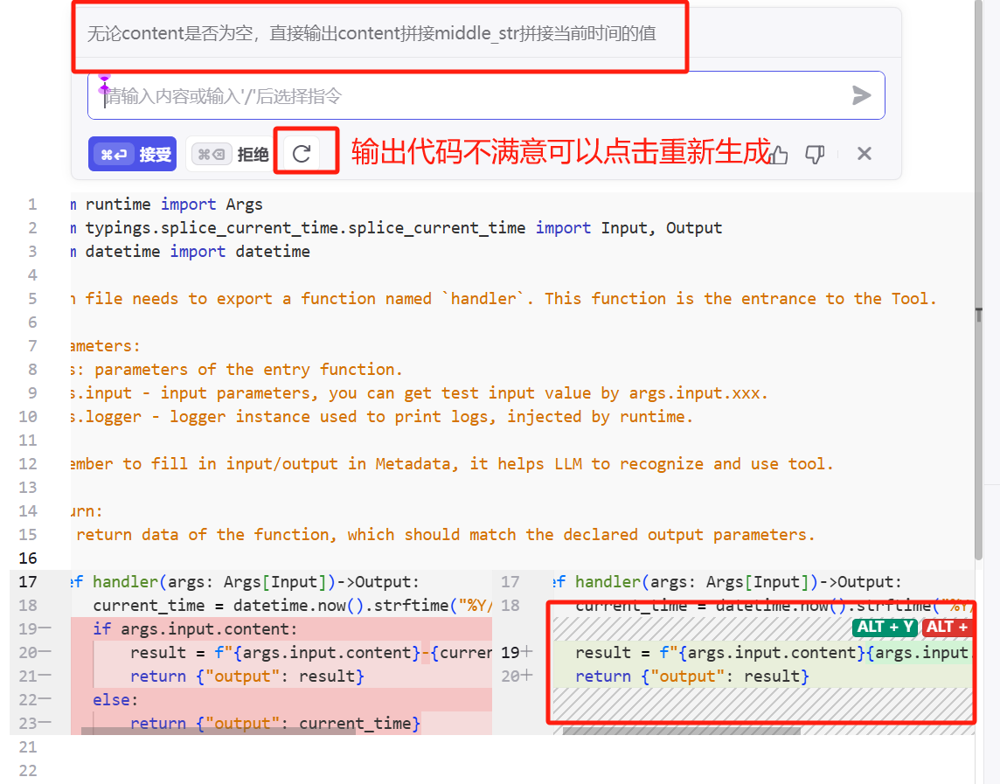 无论content是否为空，直接输出content拼接middle_str拼接当前时间的值
请输入内容或输入'/'后选择指令
接受 拒绝 输出代码不满意可以点击重新生成
1 m runtime import Args
2 m typings.splice_current_time.splice_current_time import Input, Output
3 m datetime import datetime
4
5 h file needs to export a function named `handler`. This function is the entrance to the Tool.
6
7 ameters:
8 s: parameters of the entry function.
9 s.input - input parameters, you can get test input value by args.input.xxx.
10 s.logger - logger instance used to print logs, injected by runtime.
11
12 ember to fill in input/output in Metadata, it helps LLM to recognize and use tool.
13
14 urn:
15 return data of the function, which should match the declared output parameters.
16
17 ef handler(args: Args[Input])->Output:
18 current_time = datetime.now().strftime("%Y/
19— if args.input.content:
20— result = f"{args.input.content}-{curren
21— return {"output": result}
22— else:
23— return {"output": current_time}
17 ef handler(args: Args[Input])->Output:
18 current_time = datetime.now().strftime("%Y/
ALT + Y ALT +
19+ result = f"{args.input.content}{args.input.
20+ return {"output": result}
21
22